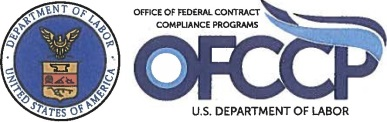 DEPARTMENT OF LABOR
UNITED STATES OF AMERICA
OFFICE OF FEDERAL CONTRACT
COMPLIANCE PROGRAMS
OFCCP
U.S. DEPARTMENT OF LABOR